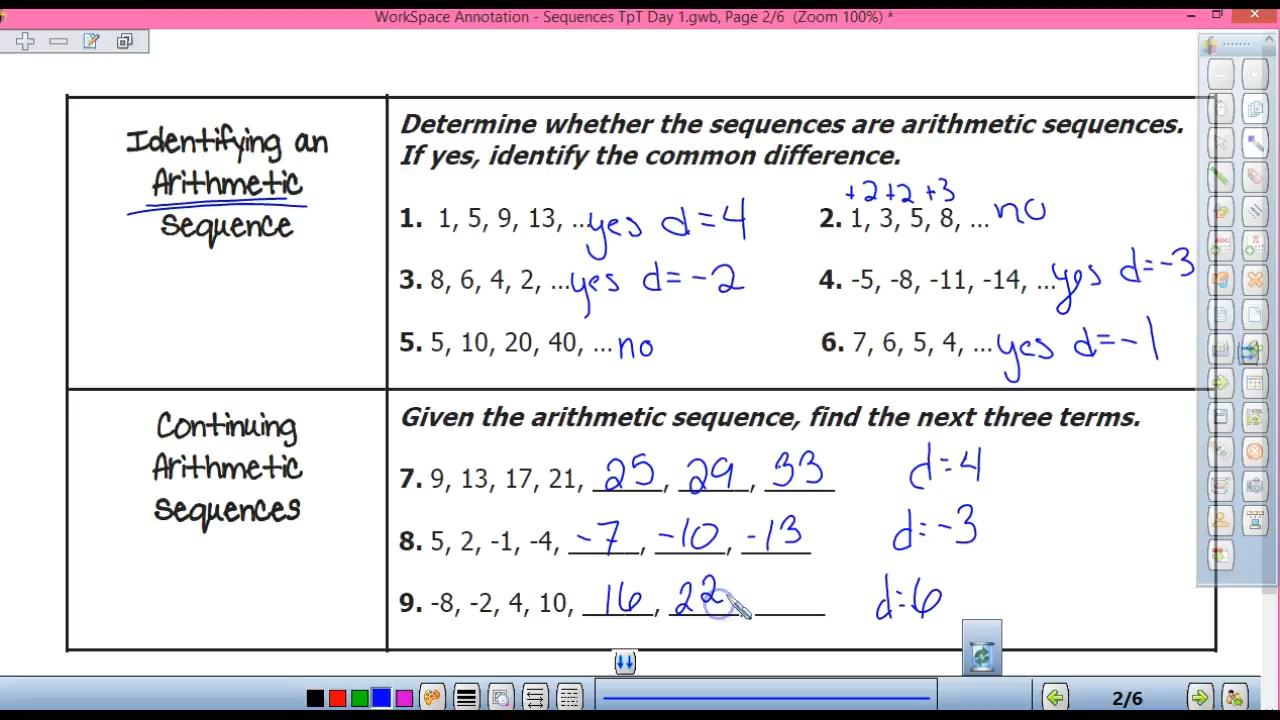 WorkSpace Annotation - Sequences TpT Day 1.gwb, Page 2/6 (Zoom 100%) *
Identifying an
Arithmetic
Sequence
Determine whether the sequences are arithmetic sequences.
If yes, identify the common difference.
1. 1, 5, 9, 13, ... yes d=4
+2 +2 +3
2. 1, 3, 5, 8, ... no
3. 8, 6, 4, 2, ... yes d=-2
4. -5, -8, -11, -14, ... yes d=-3
5. 5, 10, 20, 40, ... no
6. 7, 6, 5, 4, ... yes d=-1
Continuing
Arithmetic
Sequences
Given the arithmetic sequence, find the next three terms.
7. 9, 13, 17, 21, 25, 29, 33 d=4
8. 5, 2, -1, -4, -7, -10, -13 d=-3
9. -8, -2, 4, 10, 16, 22 ____ d=6
2/6